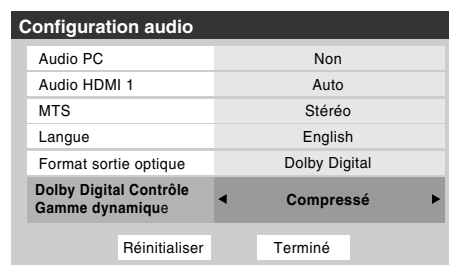 Configuration audio
Audio PC Non
Audio HDMI 1 Auto
MTS Stéréo
Langue English
Format sortie optique Dolby Digital
Dolby Digital Contrôle
Gamme dynamique Compressé
Réinitialiser Terminé